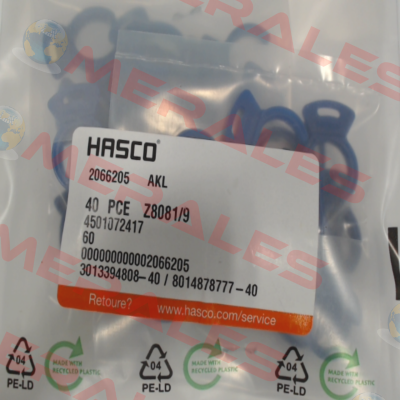 MERALES
HASCO®
2066205 AKL
40 PCE Z8081/9
4501072417
60
000000000002066205
3013394808-40 / 8014878777-40
Retoure? www.hasco.com/service
04
PE-LD
MADE WITH
RECYCLED PLASTIC
04
PE-LD
MADE WITH
RECYCLED PLASTIC
04
PE-LD